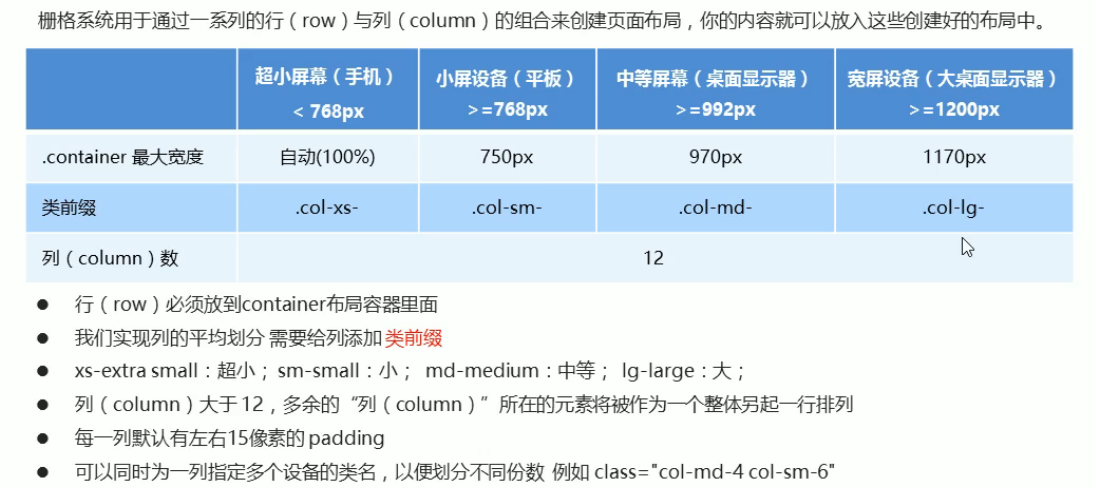 栅格系统用于通过一系列的行（row）与列（column）的组合来创建页面布局，你的内容就可以放入这些创建好的布局中。
超小屏幕（手机）
< 768px
小屏设备（平板）
>=768px
中等屏幕（桌面显示器）
>=992px
宽屏设备（大桌面显示器）
>=1200px
.container 最大宽度
自动(100%)
750px
970px
1170px
类前缀
.col-xs-
.col-sm-
.col-md-
.col-lg-
列（column）数
12
● 行（row）必须放到container布局容器里面
● 我们实现列的平均划分 需要给列添加 类前缀
● xs-extra small：超小； sm-small：小； md-medium：中等； lg-large：大；
● 列（column）大于 12，多余的“列（column）”所在的元素将被作为一个整体另起一行排列
● 每一列默认有左右15像素的 padding
● 可以同时为一列指定多个设备的类名，以便划分不同份数 例如 class="col-md-4 col-sm-6"